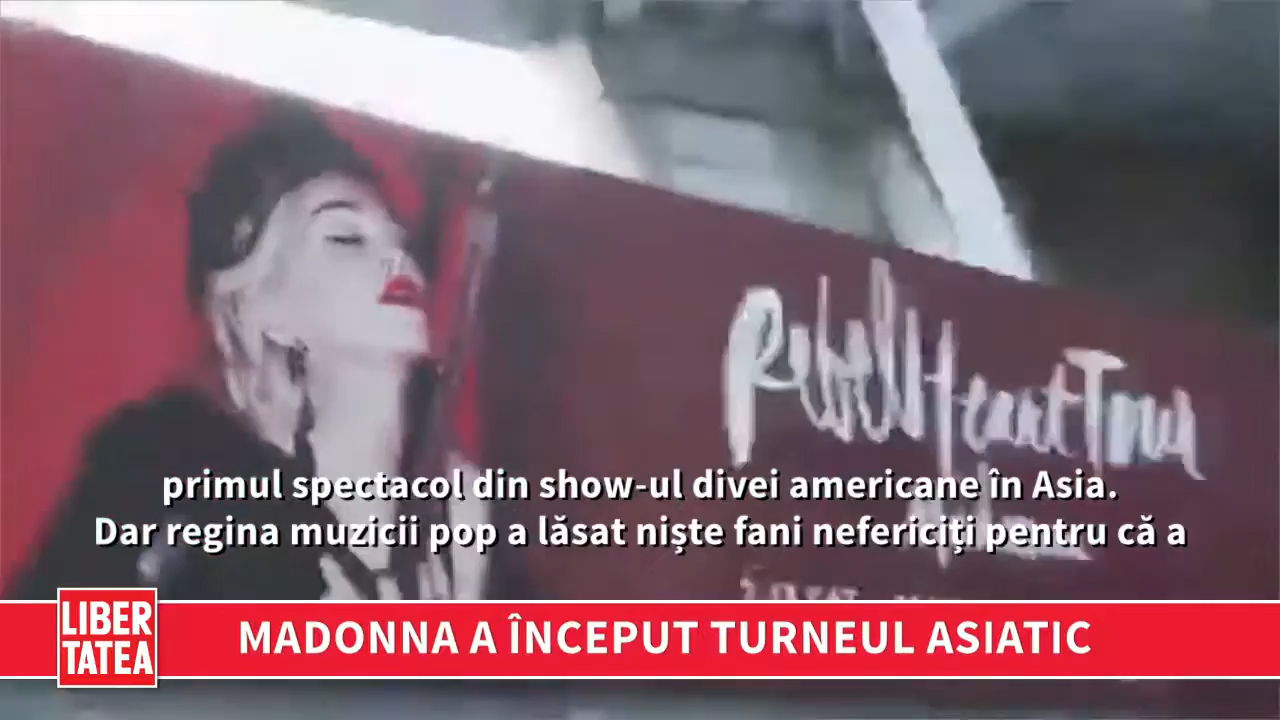 Rebel Heart Tour
primul spectacol din show-ul divei americane în Asia.
Dar regina muzicii pop a lăsat niște fani nefericiți pentru că a
LIBER
TATEA
MADONNA A ÎNCEPUT TURNEUL ASIATIC